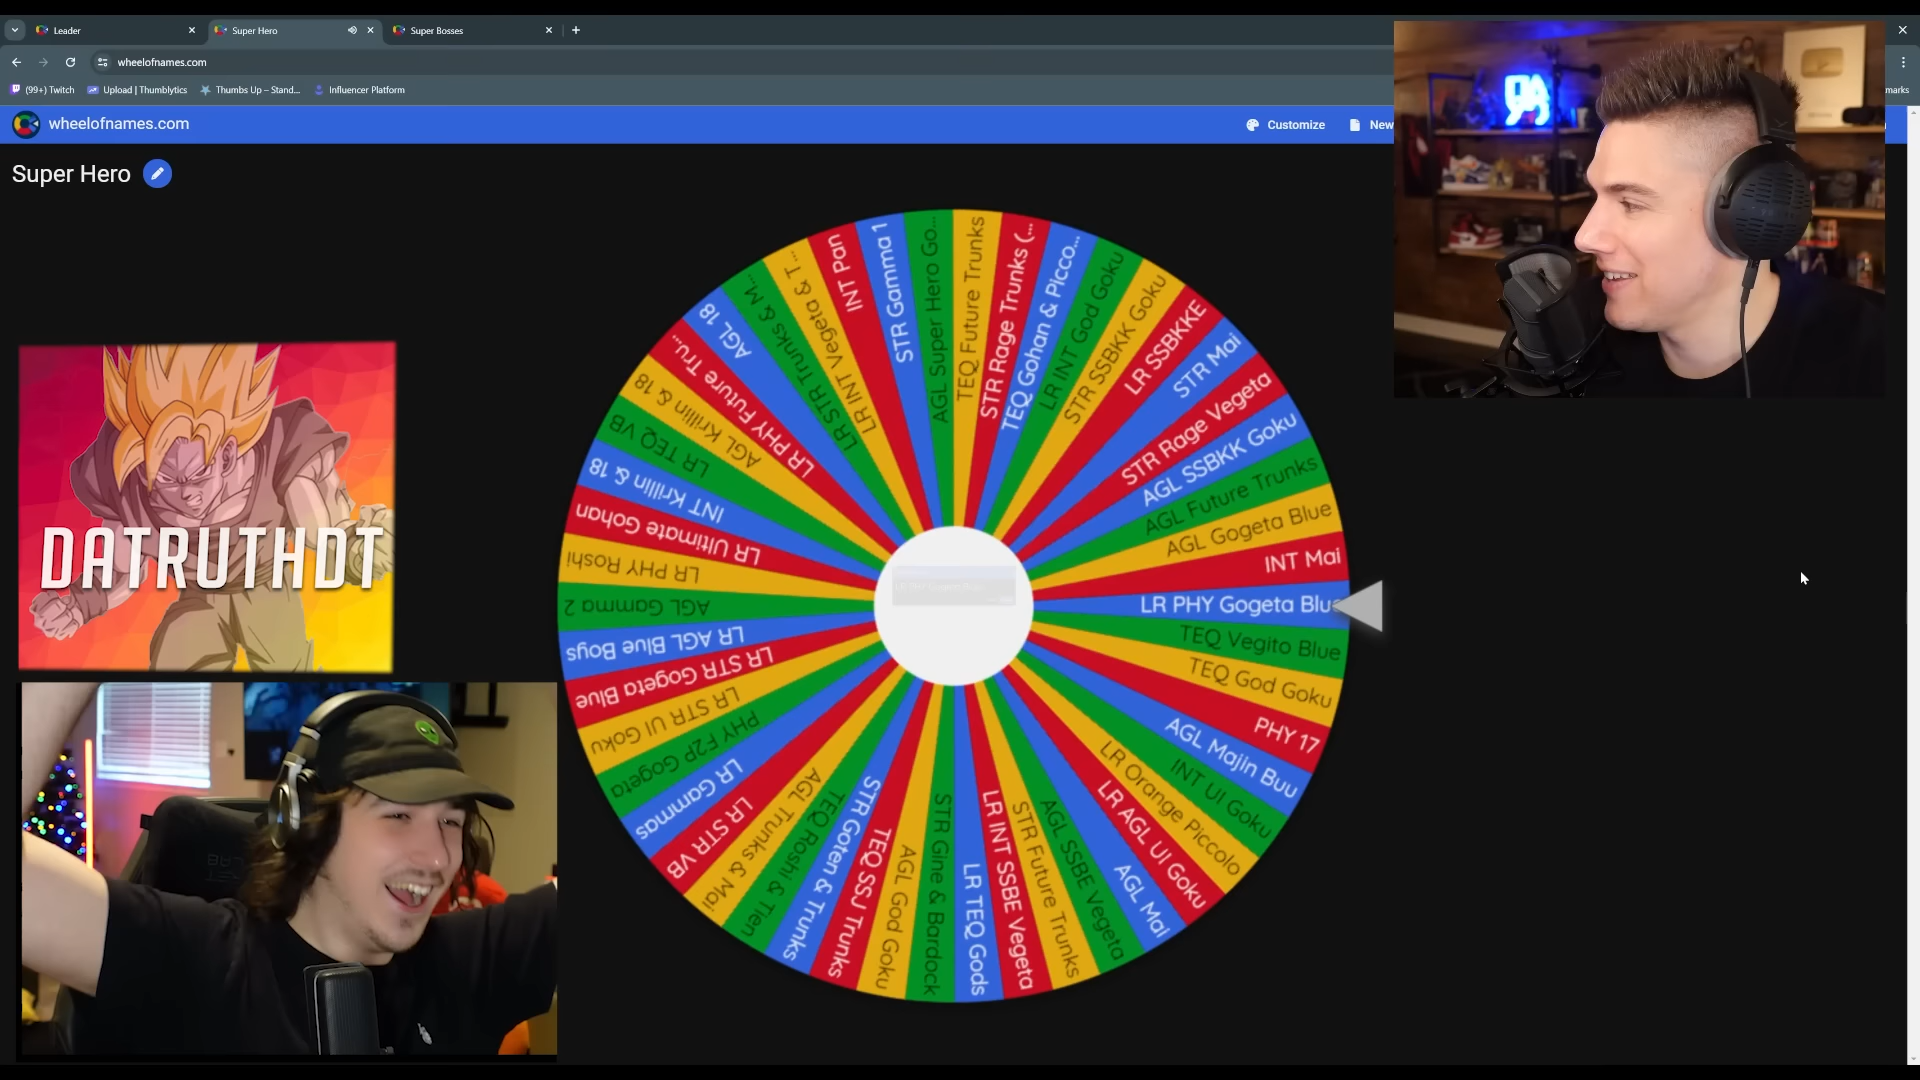 Leader
Super Hero
Super Bosses
wheelofnames.com
(99+) Twitch
Upload | Thumblytics
Thumbs Up – Stand...
Influencer Platform
marks
wheelofnames.com
Customize
New
Super Hero
DATRUTHDT
TEQ Future Trunks
STR Rage Trunks (...
TEQ Gohan & Picco...
LR INT God Goku
STR SSBKK Goku
LR SSBKKE
STR Mai
STR Rage Vegeta
AGL SSBKK Goku
AGL Future Trunks
AGL Gogeta Blue
INT Mai
LR PHY Gogeta Blue
TEQ Vegito Blue
TEQ God Goku
PHY 17
AGL Majin Buu
INT UI Goku
LR Orange Piccolo
LR AGL UI Goku
AGL Mai
AGL SSBE Vegeta
STR Future Trunks
LR INT SSBE Vegeta
LR TEQ Gods
STR Gine & Bardock
AGL God Goku
TEQ SSJ Trunks
STR Goten & Trunks
TEQ Roshi & Tien
AGL Trunks & Mai
LR STR VB
LR Gammas
PHY F2P Gogeta
LR STR UI Goku
LR STR Gogeta Blue
LR AGL Blue Boys
AGL Gamma 2
LR PHY Roshi
LR Ultimate Gohan
INT Krillin & 18
LR TEQ VB
AGL Krillin & 18
LR PHY Future Tru...
AGL 18
LR STR Trunks & M...
LR INT Vegeta & T...
INT Pan
STR Gamma 1
AGL Super Hero Go...